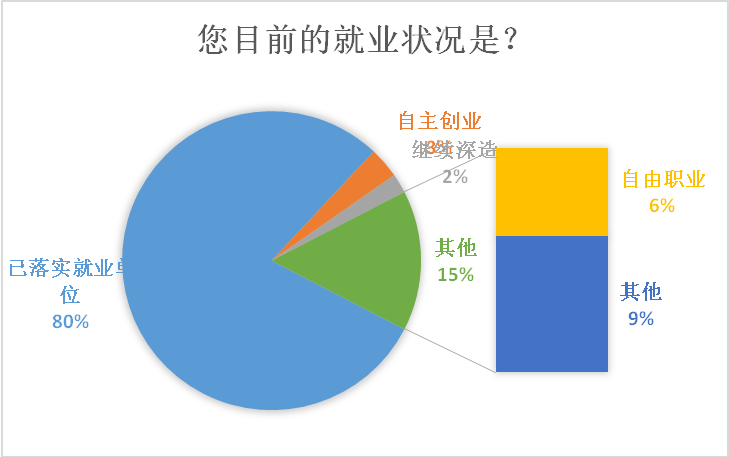 您目前的就业状况是？
自主创业
3%
继续深造
2%
自由职业
6%
其他
15%
已落实就业单
位
80%
其他
9%